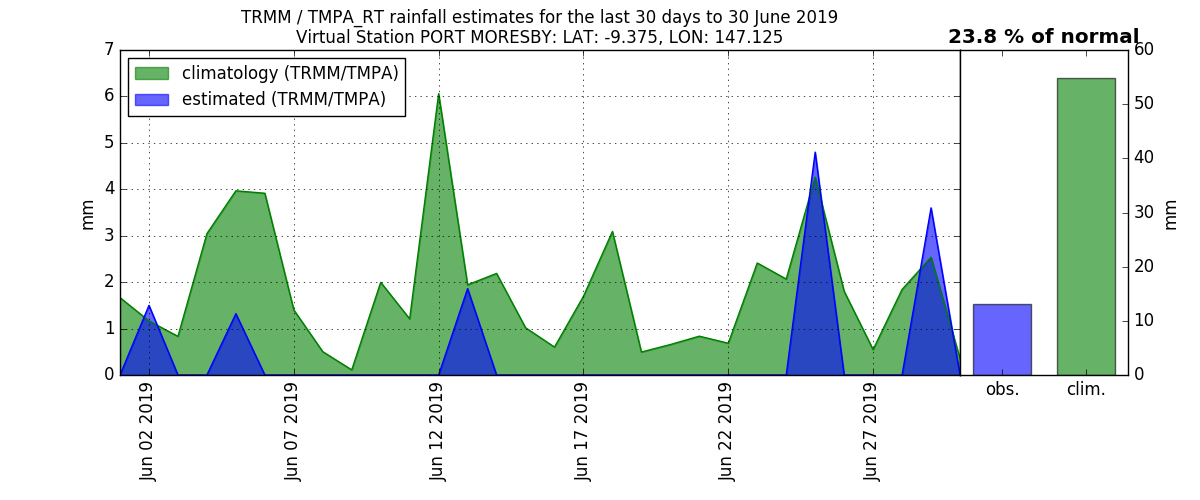 TRMM / TMPA_RT rainfall estimates for the last 30 days to 30 June 2019
Virtual Station PORT MORESBY: LAT: -9.375, LON: 147.125
23.8 % of normal
climatology (TRMM/TMPA)
estimated (TRMM/TMPA)
7
6
5
4
3
2
1
0
mm
Jun 02 2019
Jun 07 2019
Jun 12 2019
Jun 17 2019
Jun 22 2019
Jun 27 2019
60
50
40
30
20
10
0
mm
obs.
clim.